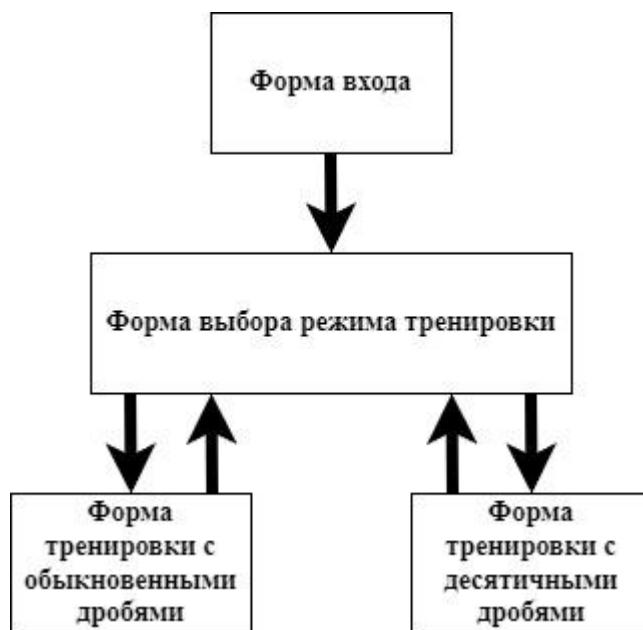 Форма входа
Форма выбора режима тренировки
Форма
тренировки с
обыкновенными
дробями
Форма
тренировки с
десятичными
дробями